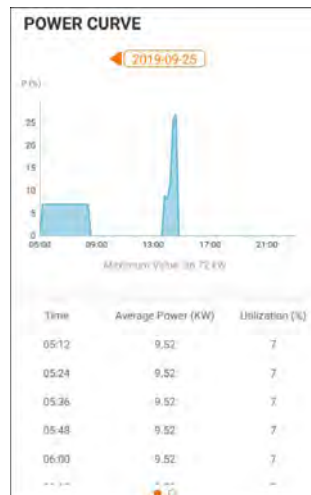 POWER CURVE
2019-09-25
P (%)
25
20
15
10
5
0
05:00 09:00 13:00 17:00 21:00
Maximum Value :36.72 kW
Time Average Power (KW) Utilization (%)
05:12 9.52 7
05:24 9.52 7
05:36 9.52 7
05:48 9.52 7
06:00 9.52 7